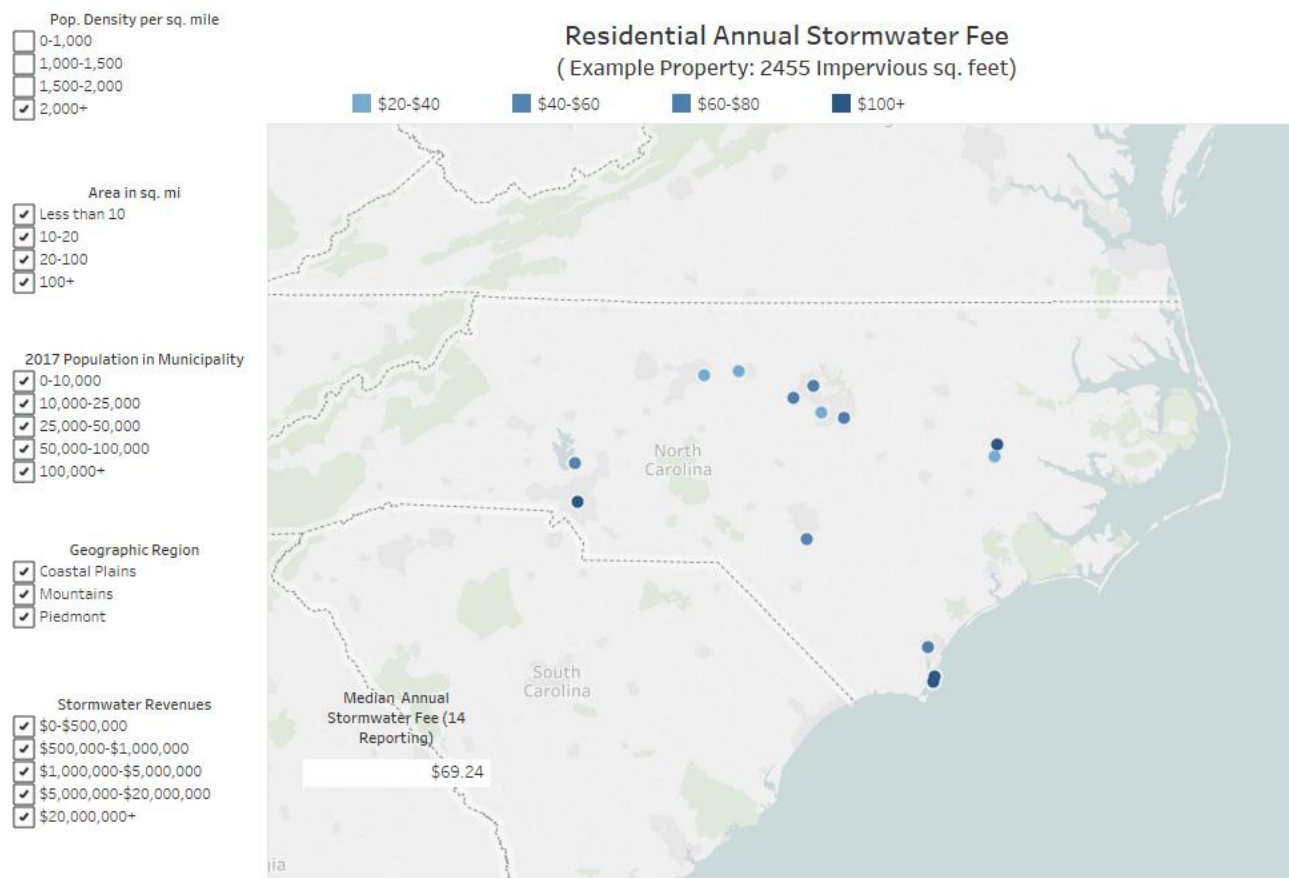 Pop. Density per sq. mile
0-1,000
1,000-1,500
1,500-2,000
2,000+
Area in sq. mi
Less than 10
10-20
20-100
100+
2017 Population in Municipality
0-10,000
10,000-25,000
25,000-50,000
50,000-100,000
100,000+
Geographic Region
Coastal Plains
Mountains
Piedmont
Stormwater Revenues
$0-$500,000
$500,000-$1,000,000
$1,000,000-$5,000,000
$5,000,000-$20,000,000
$20,000,000+
Residential Annual Stormwater Fee
( Example Property: 2455 Impervious sq. feet)
$20-$40
$40-$60
$60-$80
$100+
North
Carolina
South
Carolina
Median Annual
Stormwater Fee (14
Reporting)
$69.24
gia